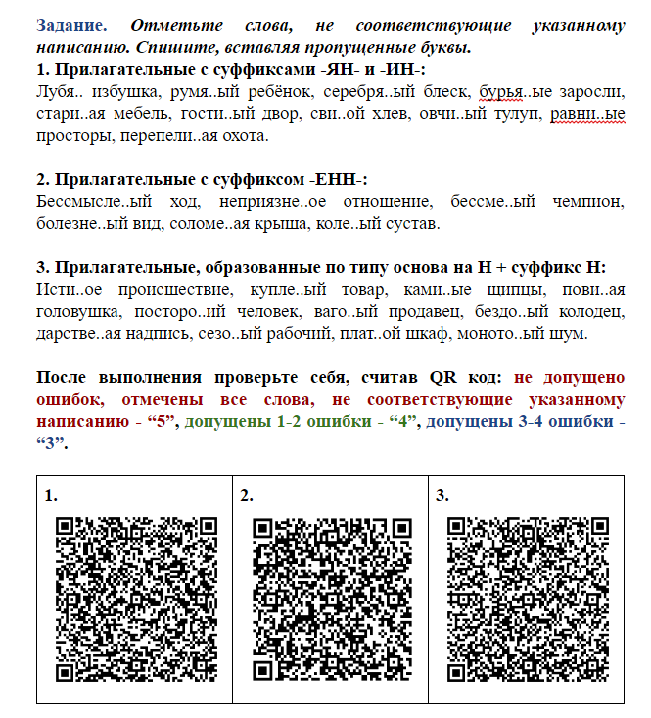 Задание. Отметьте слова, не соответствующие указанному
написанию. Спишите, вставляя пропущенные буквы.
1. Прилагательные с суффиксами -ЯН- и -ИН-:
Лубя.. избушка, румя..ый ребёнок, серебря..ый блеск, бурья..ые заросли,
стари..ая мебель, гости..ый двор, сви..ой хлев, овчи..ый тулуп, равни..ые
просторы, перепели..ая охота.
2. Прилагательные с суффиксом -ЕНН-:
Бессмысле..ый ход, неприязне..ое отношение, бессме..ый чемпион,
болезне..ый вид, соломе..ая крыша, коле..ый сустав.
3. Прилагательные, образованные по типу основа на Н + суффикс Н:
Исти..ое происшествие, купле..ый товар, ками..ые щипцы, пови..ая
головушка, посторо..ий человек, ваго..ый продавец, бездо..ый колодец,
дарстве..ая надпись, сезо..ый рабочий, плат..ой шкаф, моното..ый шум.
После выполнения проверьте себя, считав QR код: не допущено
ошибок, отмечены все слова, не соответствующие указанному
написанию - “5”, допущены 1-2 ошибки - “4”, допущены 3-4 ошибки -
“3”.
1.
2.
3.